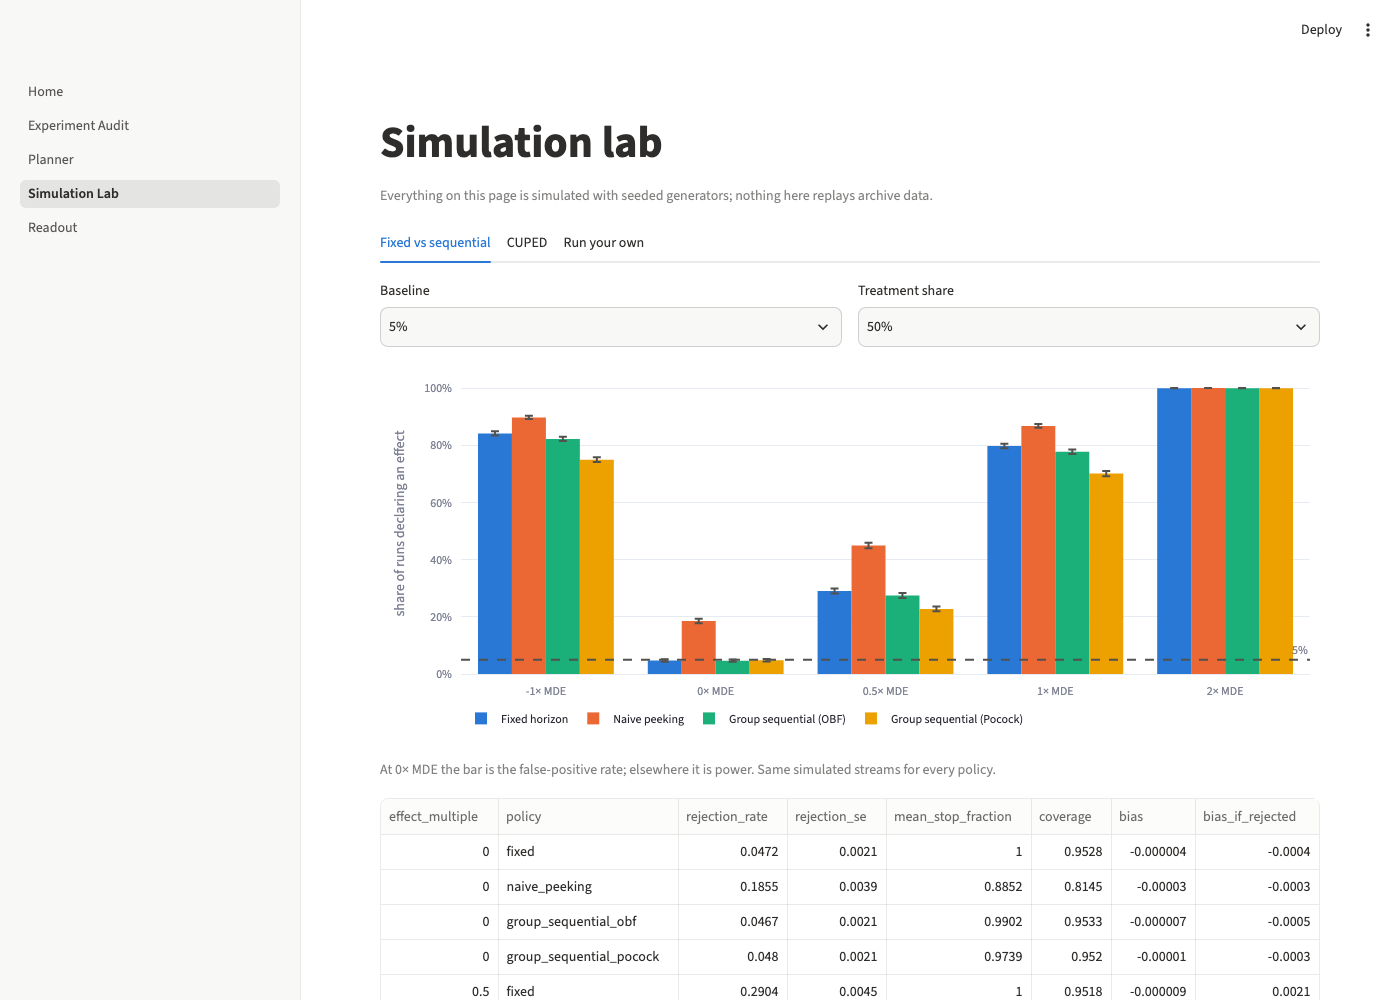 Deploy
Home
Experiment Audit
Planner
Simulation Lab
Readout
Simulation lab
Everything on this page is simulated with seeded generators; nothing here replays archive data.
Fixed vs sequential CUPED Run your own
Baseline Treatment share
5% 50%
100%
80%
60%
40%
20%
0%
share of runs declaring an effect
5%
-1× MDE 0× MDE 0.5× MDE 1× MDE 2× MDE
Fixed horizon Naive peeking Group sequential (OBF) Group sequential (Pocock)
At 0× MDE the bar is the false-positive rate; elsewhere it is power. Same simulated streams for every policy.
effect_multiple policy rejection_rate rejection_se mean_stop_fraction coverage bias bias_if_rejected
0 fixed 0.0472 0.0021 1 0.9528 -0.000004 -0.0004
0 naive_peeking 0.1855 0.0039 0.8852 0.8145 -0.00003 -0.0003
0 group_sequential_obf 0.0467 0.0021 0.9902 0.9533 -0.000007 -0.0005
0 group_sequential_pocock 0.048 0.0021 0.9739 0.952 -0.00001 -0.0003
0.5 fixed 0.2904 0.0045 1 0.9518 -0.000009 0.0021